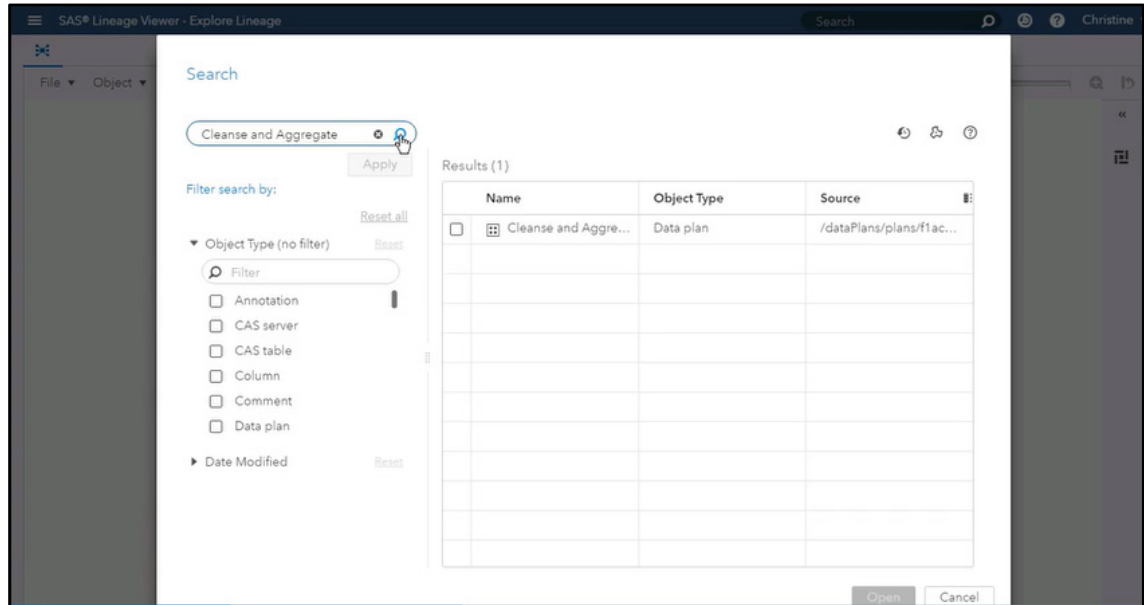 SAS® Lineage Viewer - Explore Lineage Search Christine
File Object
Search
Cleanse and Aggregate
Apply
Results (1)
Filter search by:
Name Object Type Source
Reset all
Cleanse and Aggre... Data plan /dataPlans/plans/f1ac...
Object Type (no filter) Reset
Filter
Annotation
CAS server
CAS table
Column
Comment
Data plan
Date Modified Reset
Open Cancel